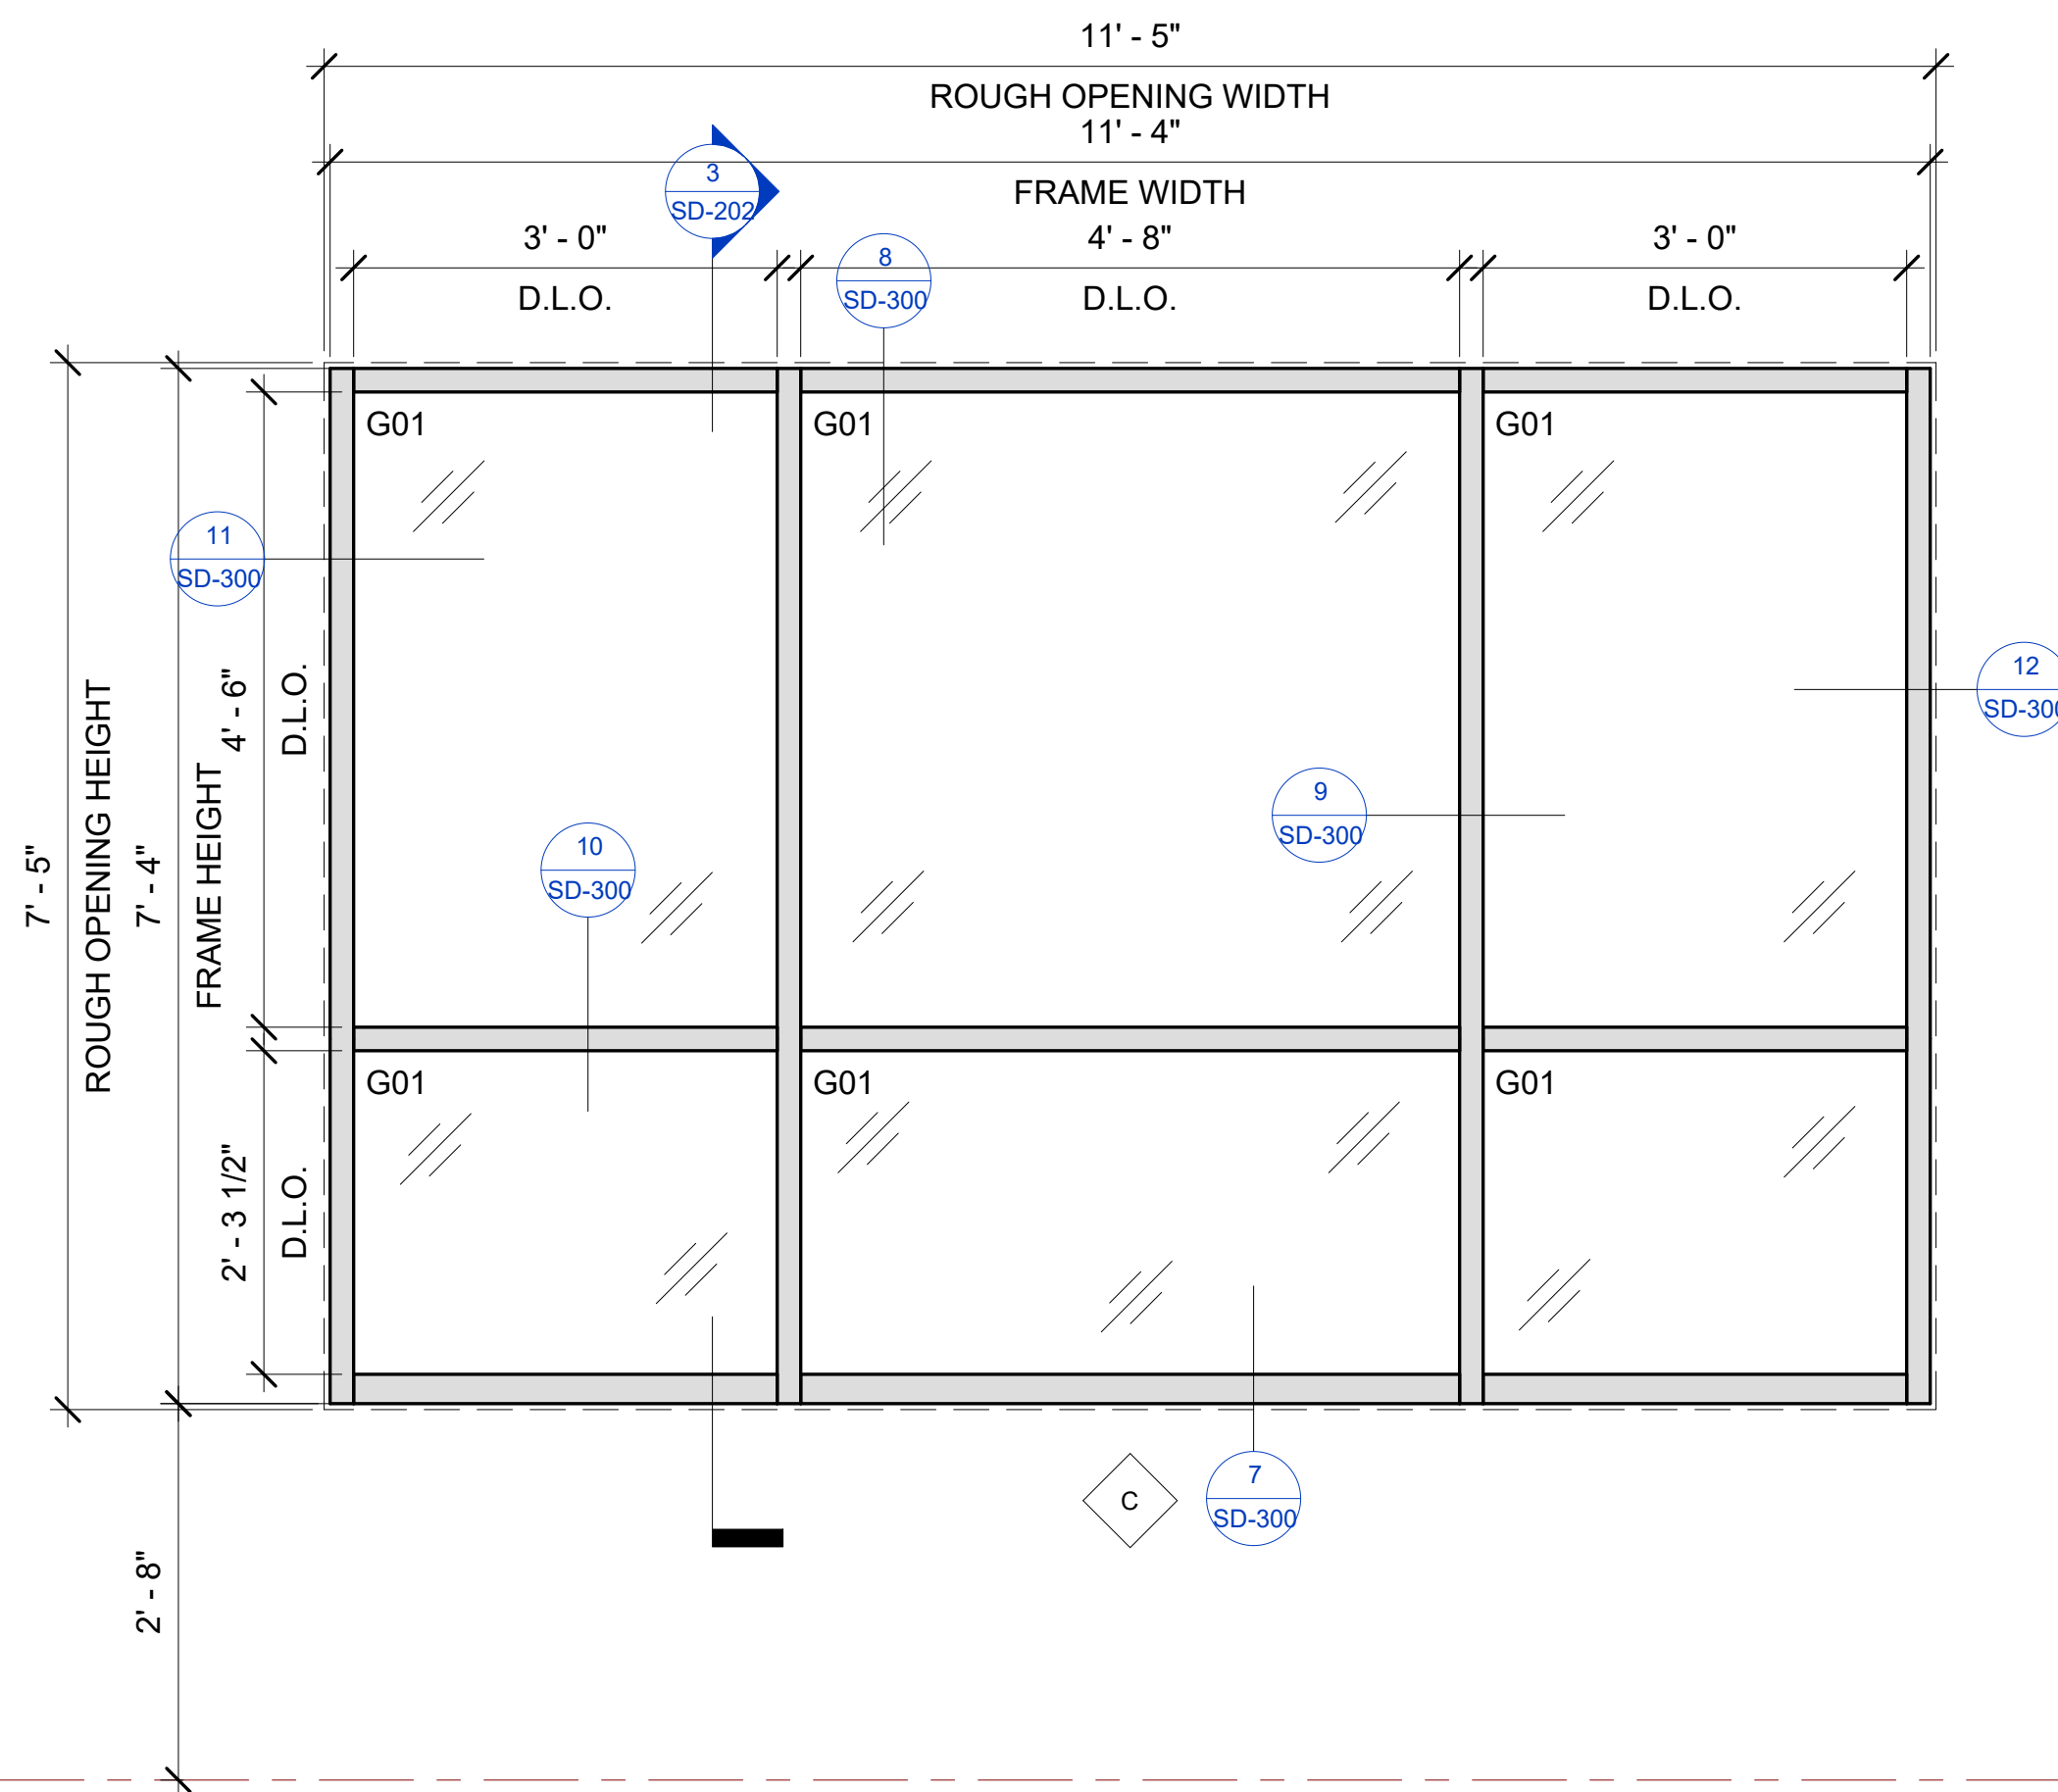 11' - 5"
ROUGH OPENING WIDTH
11' - 4"
FRAME WIDTH
3
SD-202
3' - 0"
D.L.O.
8
SD-300
4' - 8"
D.L.O.
3' - 0"
D.L.O.
G01
G01
G01
11
SD-300
12
SD-300
9
SD-300
10
SD-300
7' - 5"
ROUGH OPENING HEIGHT
7' - 4"
FRAME HEIGHT
4' - 6"
D.L.O.
G01
G01
G01
2' - 3 1/2"
D.L.O.
C
7
SD-300
2' - 8"